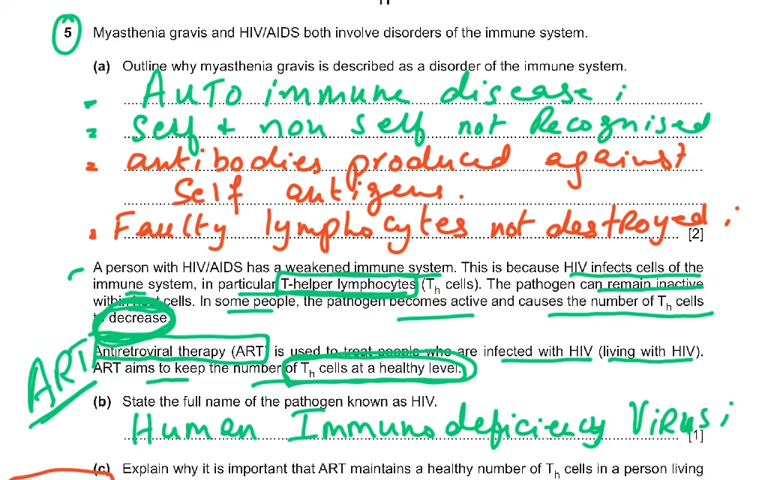 5 Myasthenia gravis and HIV/AIDS both involve disorders of the immune system.
(a) Outline why myasthenia gravis is described as a disorder of the immune system.
Auto immune disease ;
Self + non self not Recognised
antibodies produced against
Self antigens.
Faulty lymphocytes not destroyed ;
[2]
A person with HIV/AIDS has a weakened immune system. This is because HIV infects cells of the
immune system, in particular T-helper lymphocytes (Th cells). The pathogen can remain inactive
within cells. In some people, the pathogen becomes active and causes the number of Th cells
to decrease
Antiretroviral therapy (ART) is used to treat people who are infected with HIV (living with HIV).
ART aims to keep the number of Th cells at a healthy level.
ART
(b) State the full name of the pathogen known as HIV.
Human Immunodeficiency Virus ;
[1]
(c) Explain why it is important that ART maintains a healthy number of Th cells in a person living